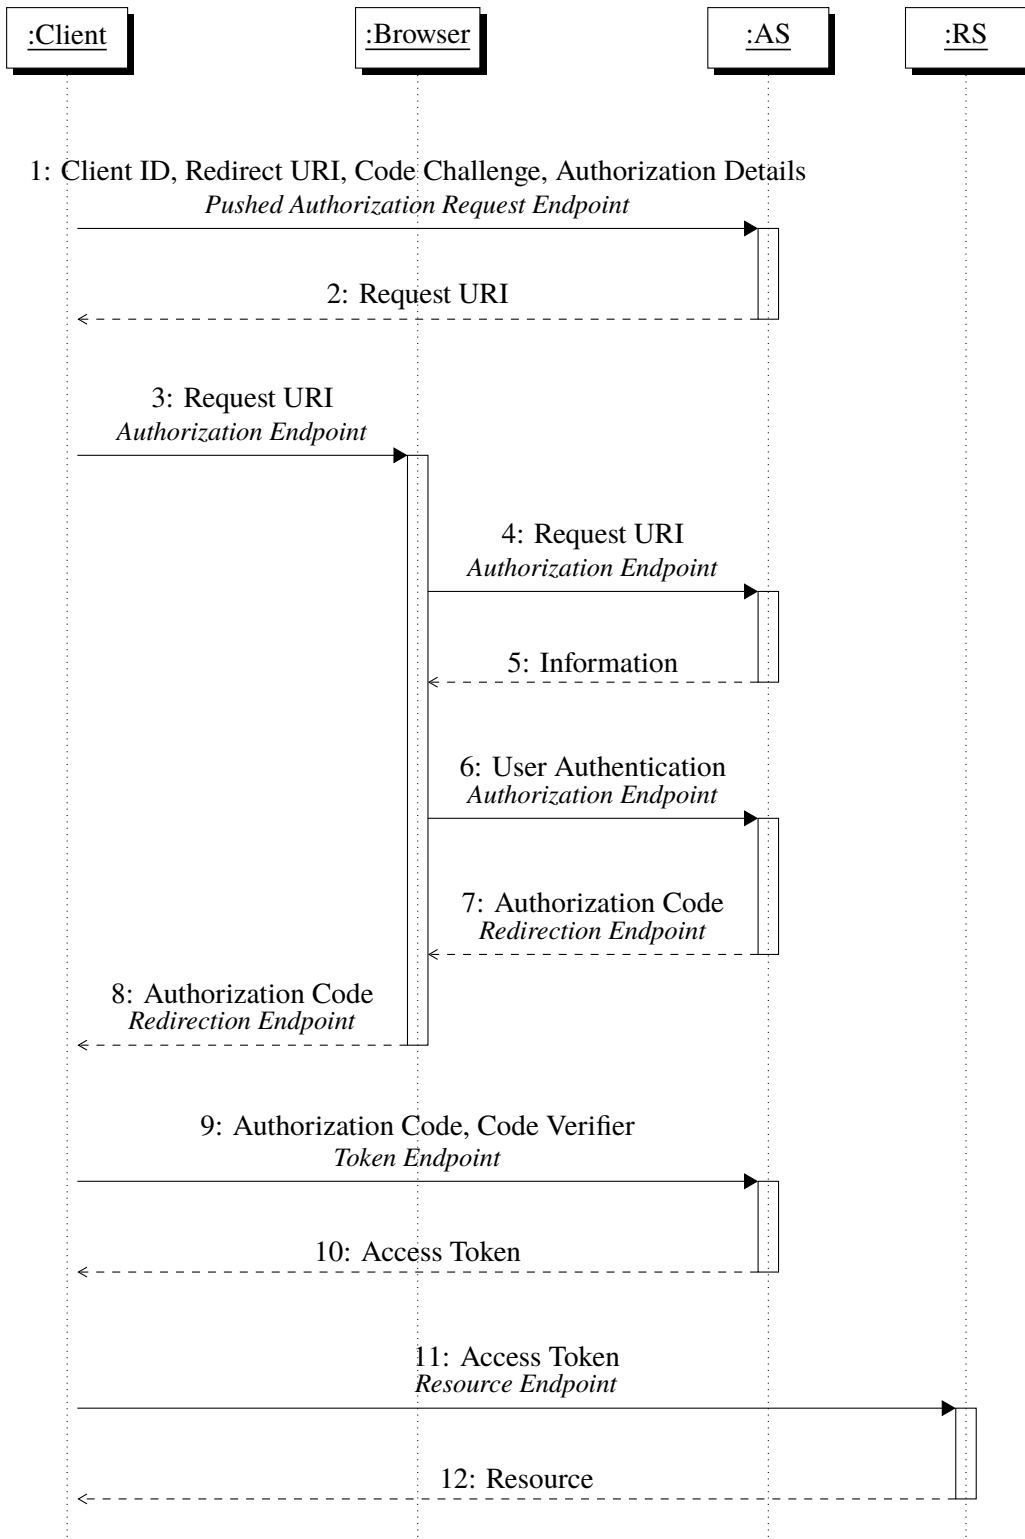 :Client
:Browser
:AS
:RS
1: Client ID, Redirect URI, Code Challenge, Authorization Details
Pushed Authorization Request Endpoint
2: Request URI
3: Request URI
Authorization Endpoint
4: Request URI
Authorization Endpoint
5: Information
6: User Authentication
Authorization Endpoint
7: Authorization Code
Redirection Endpoint
8: Authorization Code
Redirection Endpoint
9: Authorization Code, Code Verifier
Token Endpoint
10: Access Token
11: Access Token
Resource Endpoint
12: Resource